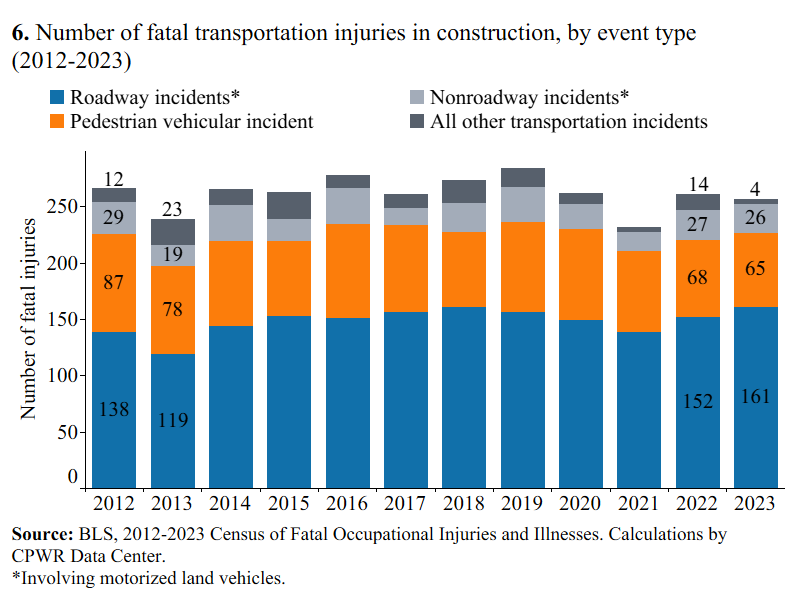 6. Number of fatal transportation injuries in construction, by event type
(2012-2023)
Roadway incidents* Nonroadway incidents*
Pedestrian vehicular incident All other transportation incidents
Number of fatal injuries
250
200
150
100
50
0
12 23 14 4
29 19 27 26
87 78 68 65
138 119 152 161
2012 2013 2014 2015 2016 2017 2018 2019 2020 2021 2022 2023
Source: BLS, 2012-2023 Census of Fatal Occupational Injuries and Illnesses. Calculations by
CPWR Data Center.
*Involving motorized land vehicles.